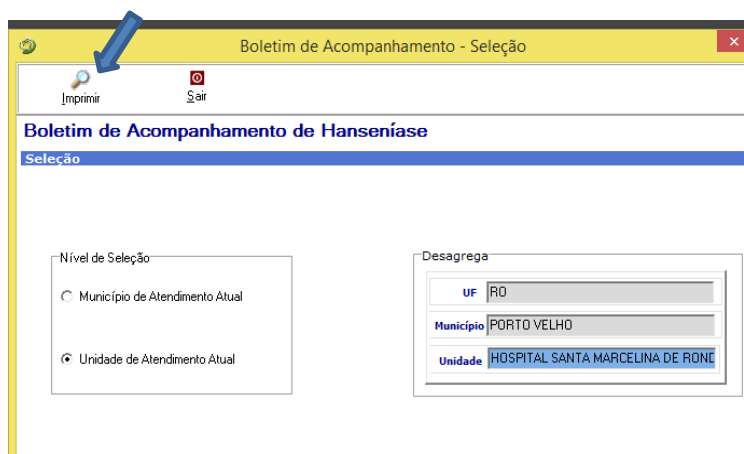 Boletim de Acompanhamento - Seleção
Imprimir
Sair
Boletim de Acompanhamento de Hanseníase
Seleção
Nível de Seleção
Município de Atendimento Atual
Unidade de Atendimento Atual
Desagrega
UF RO
Município PORTO VELHO
Unidade HOSPITAL SANTA MARCELINA DE ROND